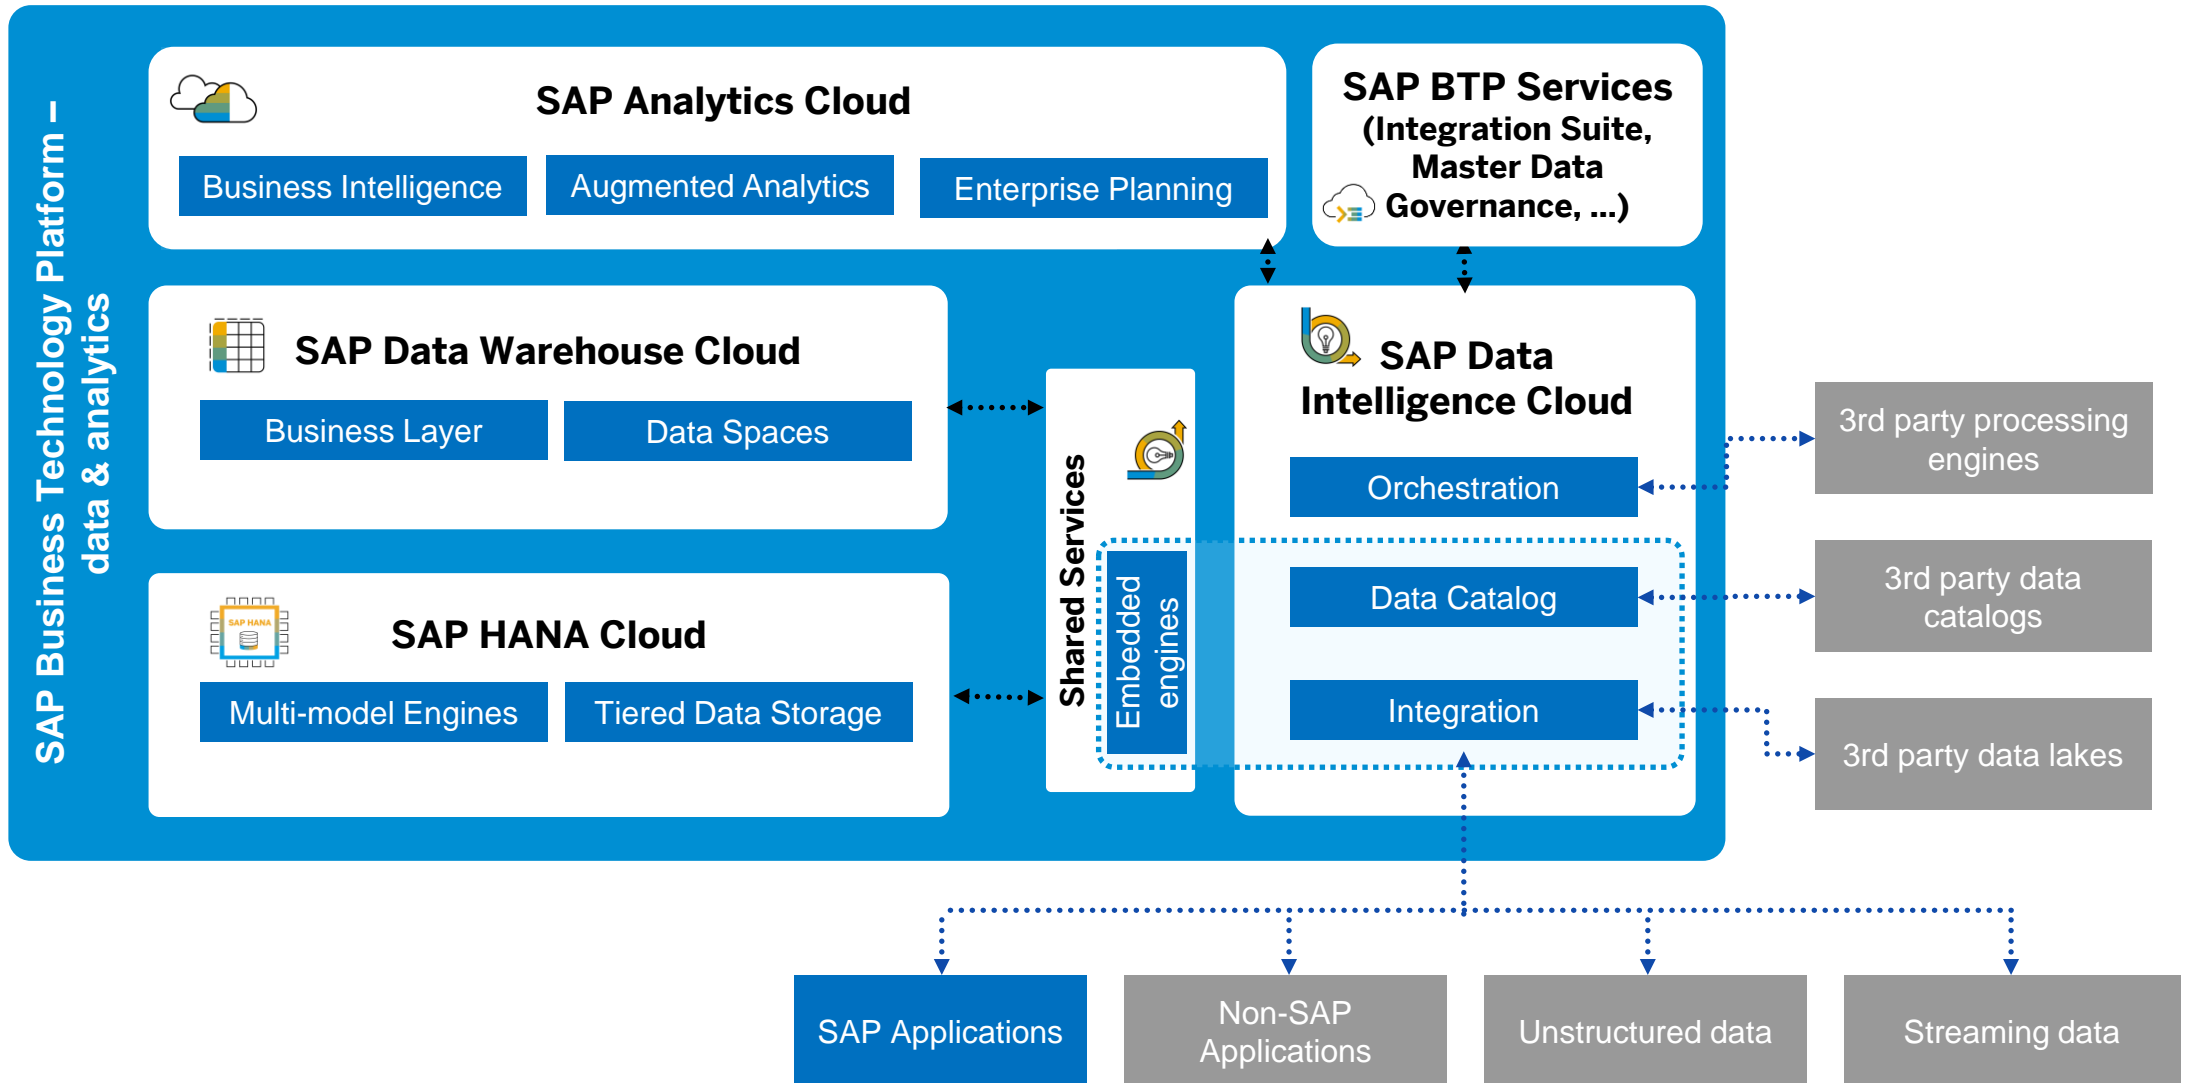 SAP Business Technology Platform –
data & analytics
SAP Analytics Cloud
Business Intelligence
Augmented Analytics
Enterprise Planning
SAP BTP Services
(Integration Suite,
Master Data
Governance, ...)
SAP Data Warehouse Cloud
Business Layer
Data Spaces
SAP HANA
SAP HANA Cloud
Multi-model Engines
Tiered Data Storage
Shared Services
Embedded
engines
SAP Data
Intelligence Cloud
Orchestration
Data Catalog
Integration
3rd party processing
engines
3rd party data
catalogs
3rd party data lakes
SAP Applications
Non-SAP
Applications
Unstructured data
Streaming data